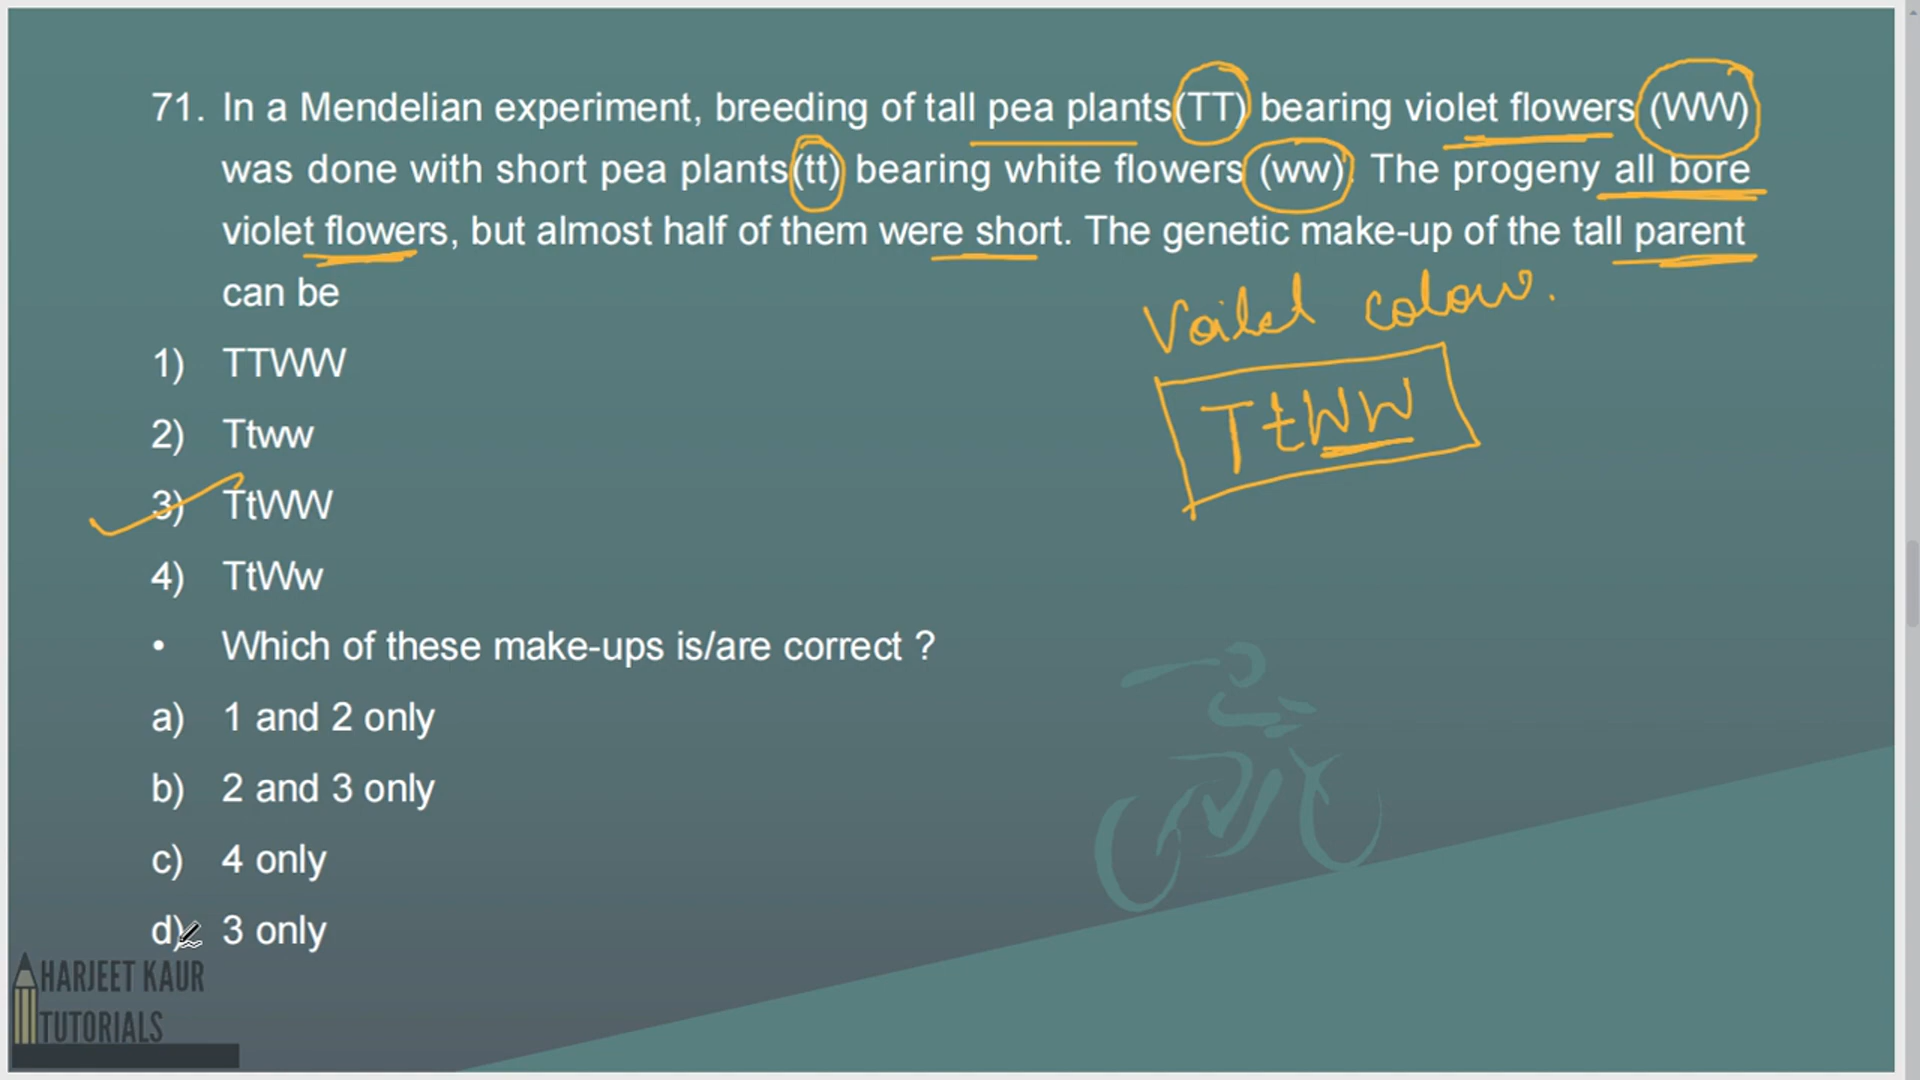 71. In a Mendelian experiment, breeding of tall pea plants(TT) bearing violet flowers (WW)
was done with short pea plants(tt) bearing white flowers (ww). The progeny all bore
violet flowers, but almost half of them were short. The genetic make-up of the tall parent
can be
Voilet colour.
1) TTWW
TtWW
2) Ttww
3) TtWW
4) TtWw
• Which of these make-ups is/are correct ?
a) 1 and 2 only
b) 2 and 3 only
c) 4 only
d) 3 only
HARJEET KAUR
TUTORIALS